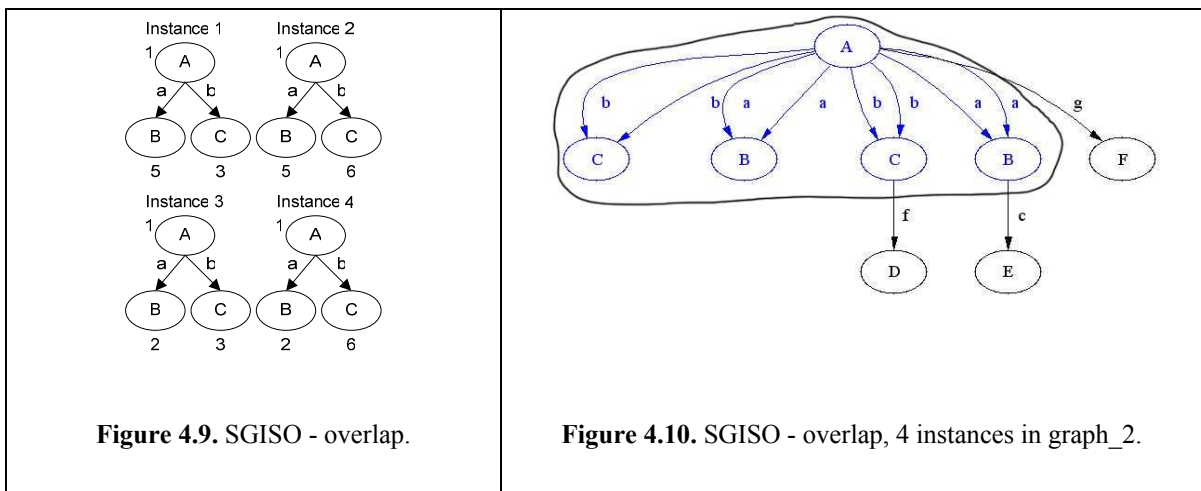 Instance 1 Instance 2
1 A 1 A
a b a b
B C B C
5 3 5 6
Instance 3 Instance 4
1 A 1 A
a b a b
B C B C
2 3 2 6
Figure 4.9. SGISO - overlap.
A
b b a a b b a a g
C B C B F
f c
D E
Figure 4.10. SGISO - overlap, 4 instances in graph_2.